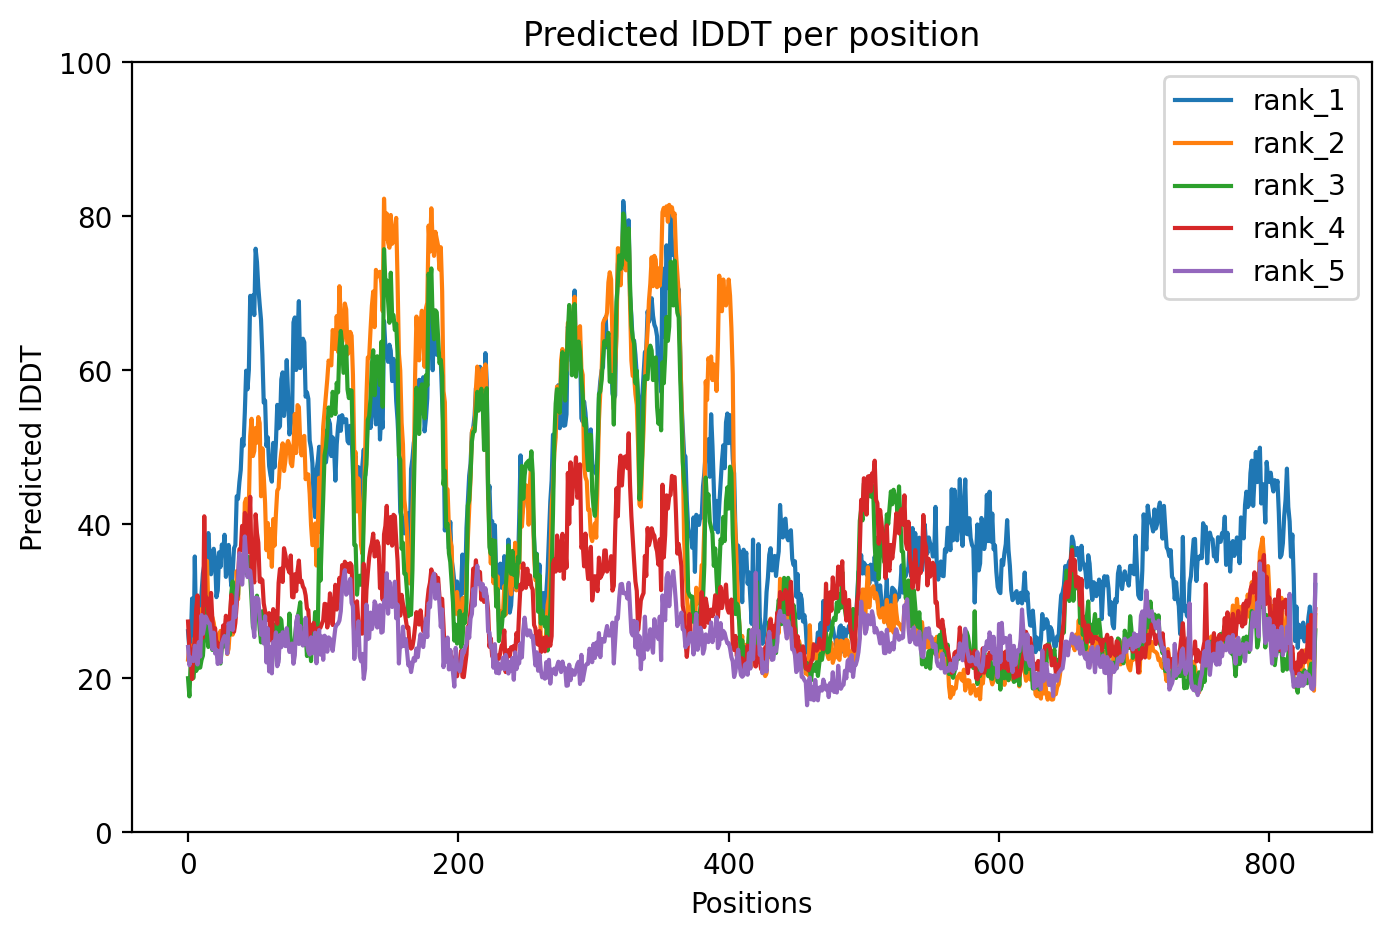 Predicted lDDT per position
100
80
60
40
20
0
Predicted lDDT
0 200 400 600 800
Positions
rank_1
rank_2
rank_3
rank_4
rank_5